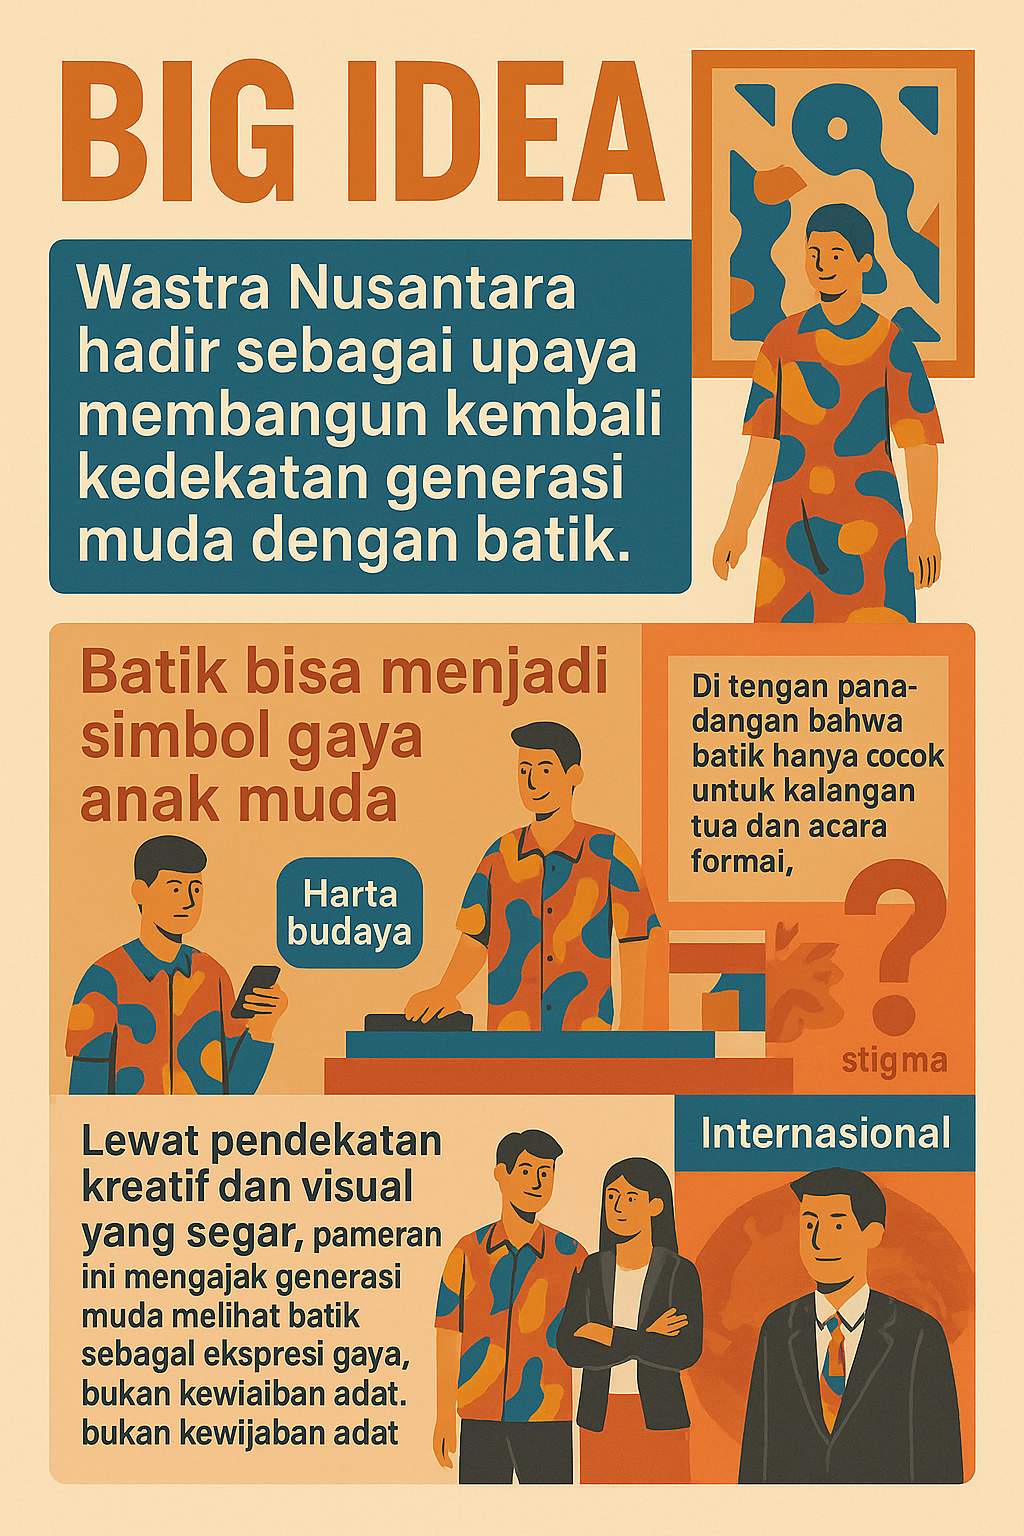 BIG IDEA
Wastra Nusantara
hadir sebagai upaya
membangun kembali
kedekatan generasi
muda dengan batik.
Batik bisa menjadi
simbol gaya
anak muda
Harta
budaya
Di tengan pana-
dangan bahwa
batik hanya cocok
untuk kalangan
tua dan acara
formai,
?
stigma
Lewat pendekatan
kreatif dan visual
yang segar, pameran
ini mengajak generasi
muda melihat batik
sebagal ekspresi gaya,
bukan kewiaiban adat.
bukan kewijaban adat
Internasional